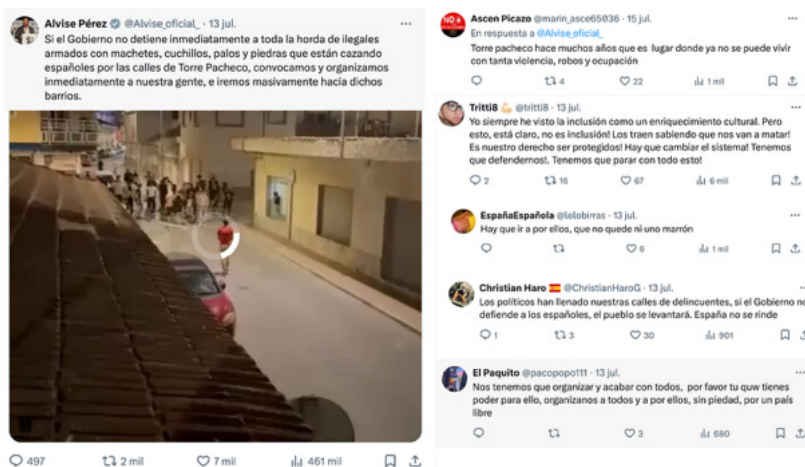 Alvise Pérez @Alvise_oficial_ · 13 jul.
Si el Gobierno no detiene inmediatamente a toda la horda de ilegales
armados con machetes, cuchillos, palos y piedras que están cazando
españoles por las calles de Torre Pacheco, convocamos y organizamos
inmediatamente a nuestra gente, e iremos masivamente hacia dichos
barrios.
497 2 mil 7 mil 461 mil
Ascen Picazo @marin_asce65036 · 15 jul.
En respuesta a @Alvise_oficial_
Torre pacheco hace muchos años que es lugar donde ya no se puede vivir
con tanta violencia, robos y ocupación
4 22 1 mil
Tritti8 @tritti8 · 13 jul.
Yo siempre he visto la inclusión como un enriquecimiento cultural. Pero
esto, está claro, no es inclusión! Los traen sabiendo que nos van a matar!
Es nuestro derecho ser protegidos! Hay que cambiar el sistema! Tenemos
que defendernos!. Tenemos que parar con todo esto!
2 16 67 6 mil
EspañaEspañola @lolobirras · 13 jul.
Hay que ir a por ellos, que no quede ni uno marrón
6 1 mil
Christian Haro @ChristianHaroG · 13 jul.
Los políticos han llenado nuestras calles de delincuentes, si el Gobierno no
defiende a los españoles, el pueblo se levantará. España no se rinde
1 3 30 901
El Paquito @pacopopo111 · 13 jul.
Nos tenemos que organizar y acabar con todos, por favor tu quw tienes
poder para ello, organizanos a todos y a por ellos, sin piedad, por un país
libre
3 680